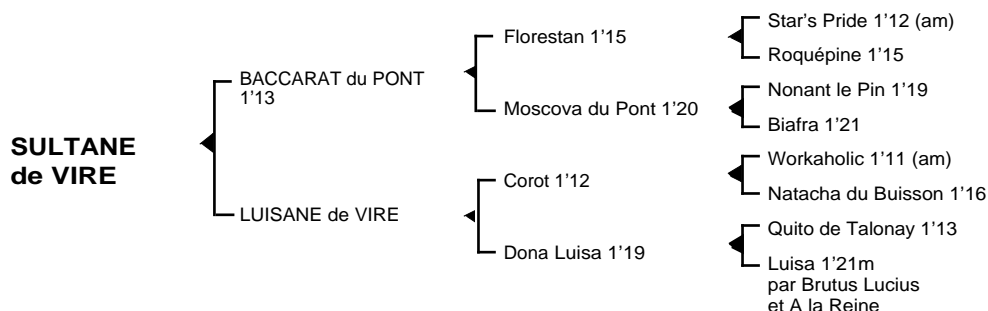 SULTANE
de VIRE
BACCARAT du PONT
1’13
LUISANE de VIRE
Florestan 1’15
Moscova du Pont 1’20
Corot 1’12
Dona Luisa 1’19
Star’s Pride 1’12 (am)
Roquépine 1’15
Nonant le Pin 1’19
Biafra 1’21
Workaholic 1’11 (am)
Natacha du Buisson 1’16
Quito de Talonay 1’13
Luisa 1’21m
par Brutus Lucius
et A la Reine